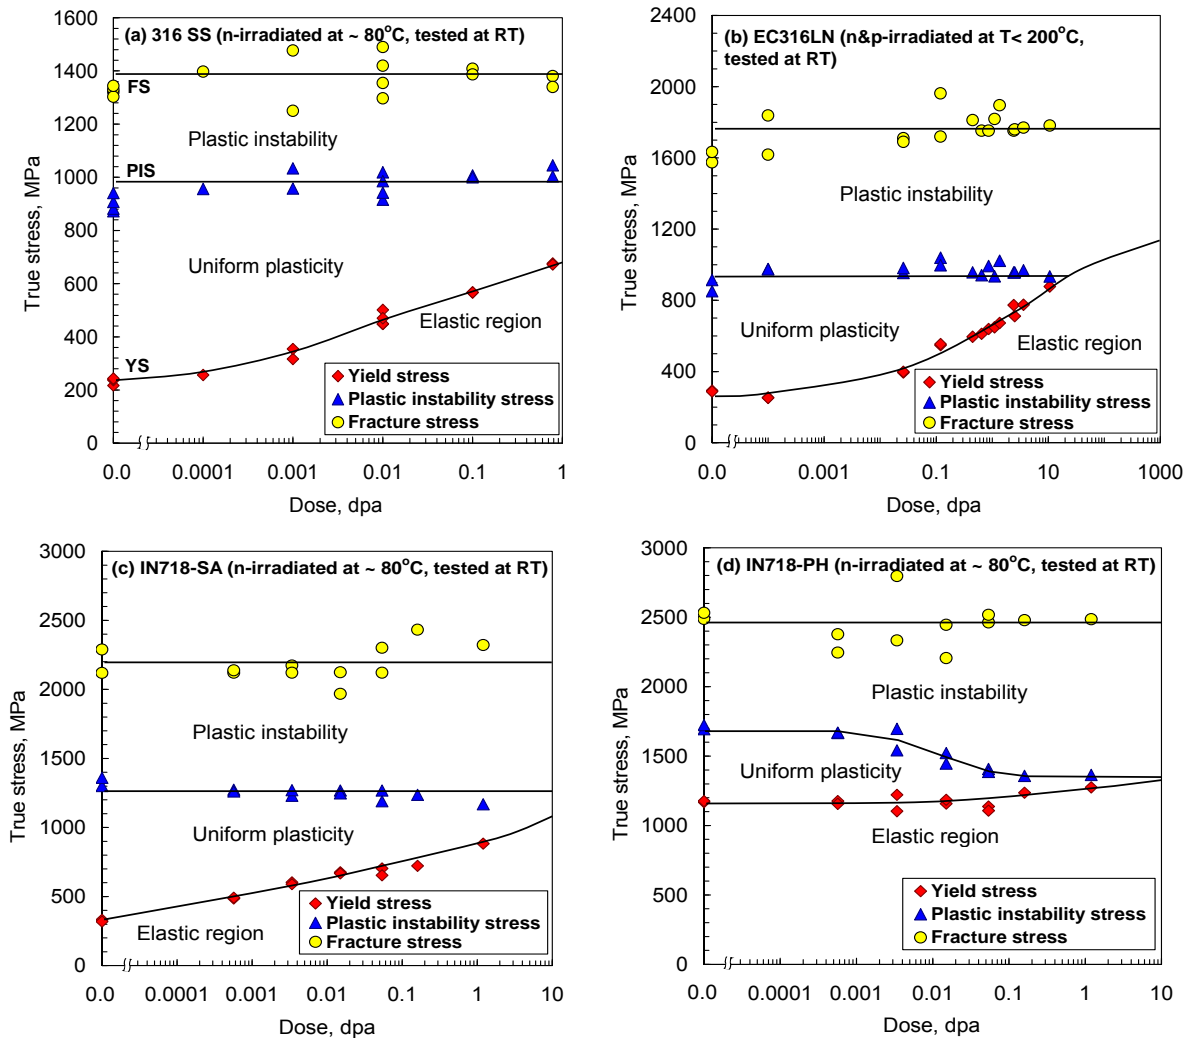 (a) 316 SS (n-irradiated at ~ 80°C, tested at RT)
True stress, MPa
1600
1400
1200
1000
800
600
400
200
0
FS
Plastic instability
PIS
Uniform plasticity
Elastic region
YS
Yield stress
Plastic instability stress
Fracture stress
0.0 0.0001 0.001 0.01 0.1 1
Dose, dpa
(b) EC316LN (n&p-irradiated at T< 200°C,
tested at RT)
True stress, MPa
2400
2000
1600
1200
800
400
0
Plastic instability
Uniform plasticity
Elastic region
Yield stress
Plastic instability stress
Fracture stress
0.0 0.001 0.1 10 1000
Dose, dpa
(c) IN718-SA (n-irradiated at ~ 80°C, tested at RT)
True stress, MPa
3000
2500
2000
1500
1000
500
0
Plastic instability
Uniform plasticity
Elastic region
Yield stress
Plastic instability stress
Fracture stress
0.0 0.0001 0.001 0.01 0.1 1 10
Dose, dpa
(d) IN718-PH (n-irradiated at ~ 80°C, tested at RT)
True stress, MPa
3000
2500
2000
1500
1000
500
0
Plastic instability
Uniform plasticity
Elastic region
Yield stress
Plastic instability stress
Fracture stress
0.0 0.0001 0.001 0.01 0.1 1 10
Dose, dpa